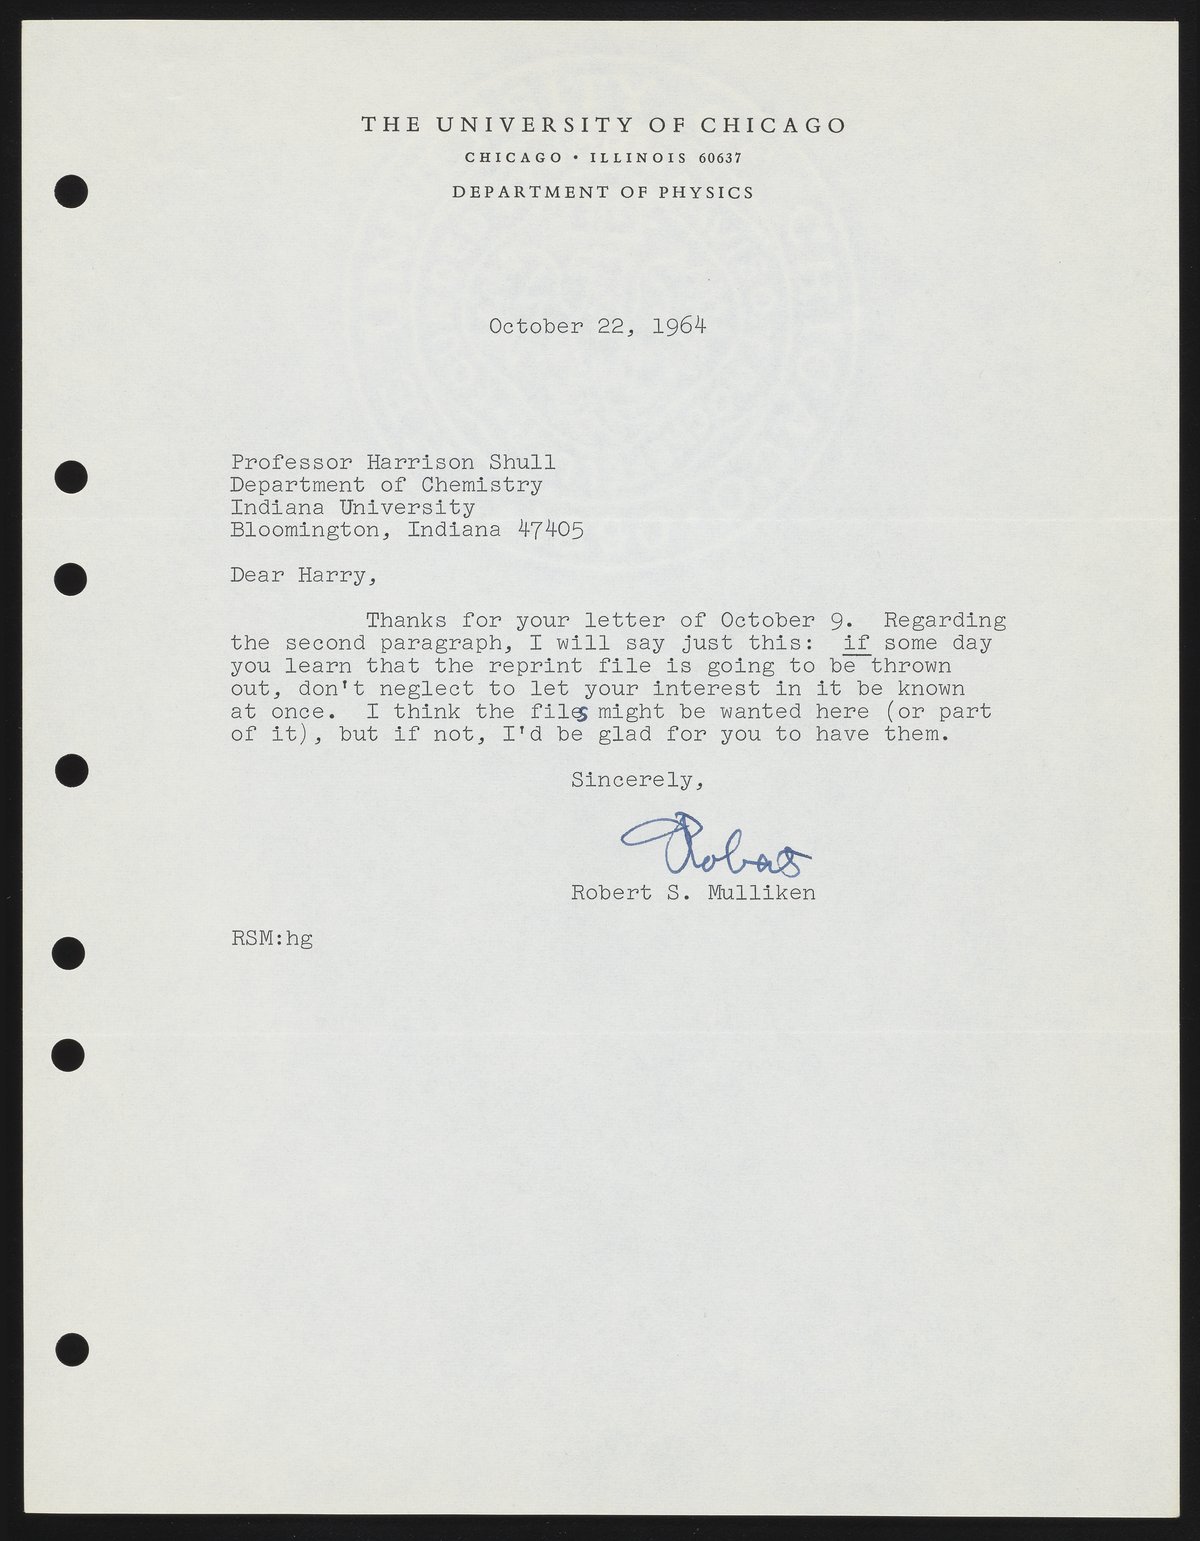 THE UNIVERSITY OF CHICAGO
CHICAGO • ILLINOIS 60637
DEPARTMENT OF PHYSICS
October 22, 1964
Professor Harrison Shull
Department of Chemistry
Indiana University
Bloomington, Indiana 47405
Dear Harry,
Thanks for your letter of October 9. Regarding
the second paragraph, I will say just this: if some day
you learn that the reprint file is going to be thrown
out, don't neglect to let your interest in it be known
at once. I think the files might be wanted here (or part
of it), but if not, I'd be glad for you to have them.
Sincerely,
Robert
Robert S. Mulliken
RSM:hg